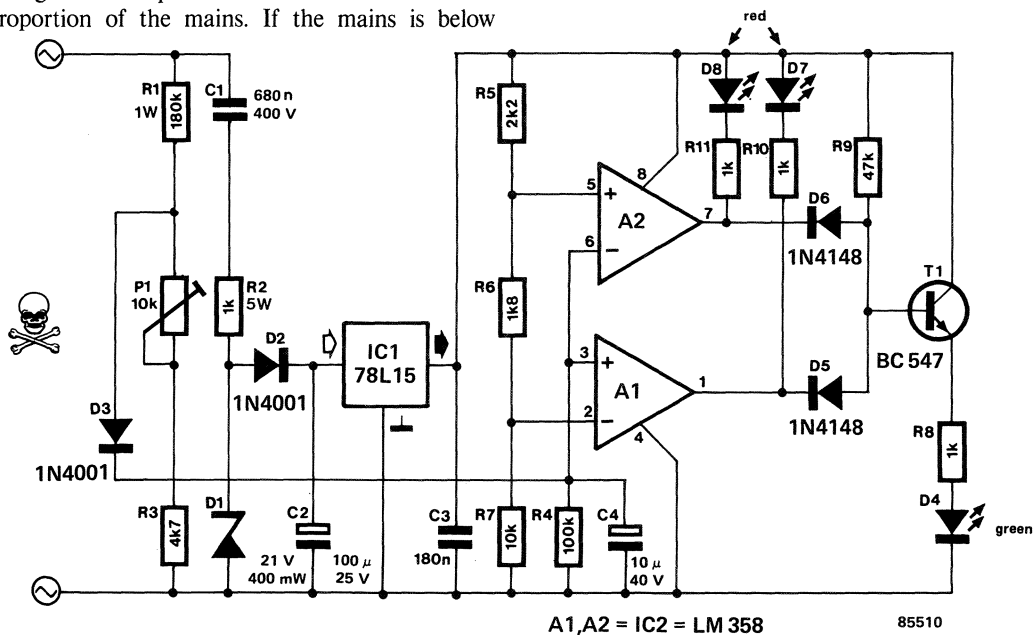 roportion of the mains. If the mains is below
red
R1
1W
180k
C1
680n
400 V
R5
2k2
D8
D7
R11
1k
R10
1k
R9
47k
5
+
8
A2
7
6
−
D6
1N4148
T1
BC 547
P1
10k
R2
5W
1k
D2
1N4001
IC1
78L15
R6
1k8
3
+
A1
1
2
−
4
D5
1N4148
D3
1N4001
R8
1k
D4
green
R3
4k7
D1
21 V
400 mW
C2
100 μ
25 V
C3
180n
R7
10k
R4
100k
C4
10 μ
40 V
A1,A2 = IC2 = LM 358
85510